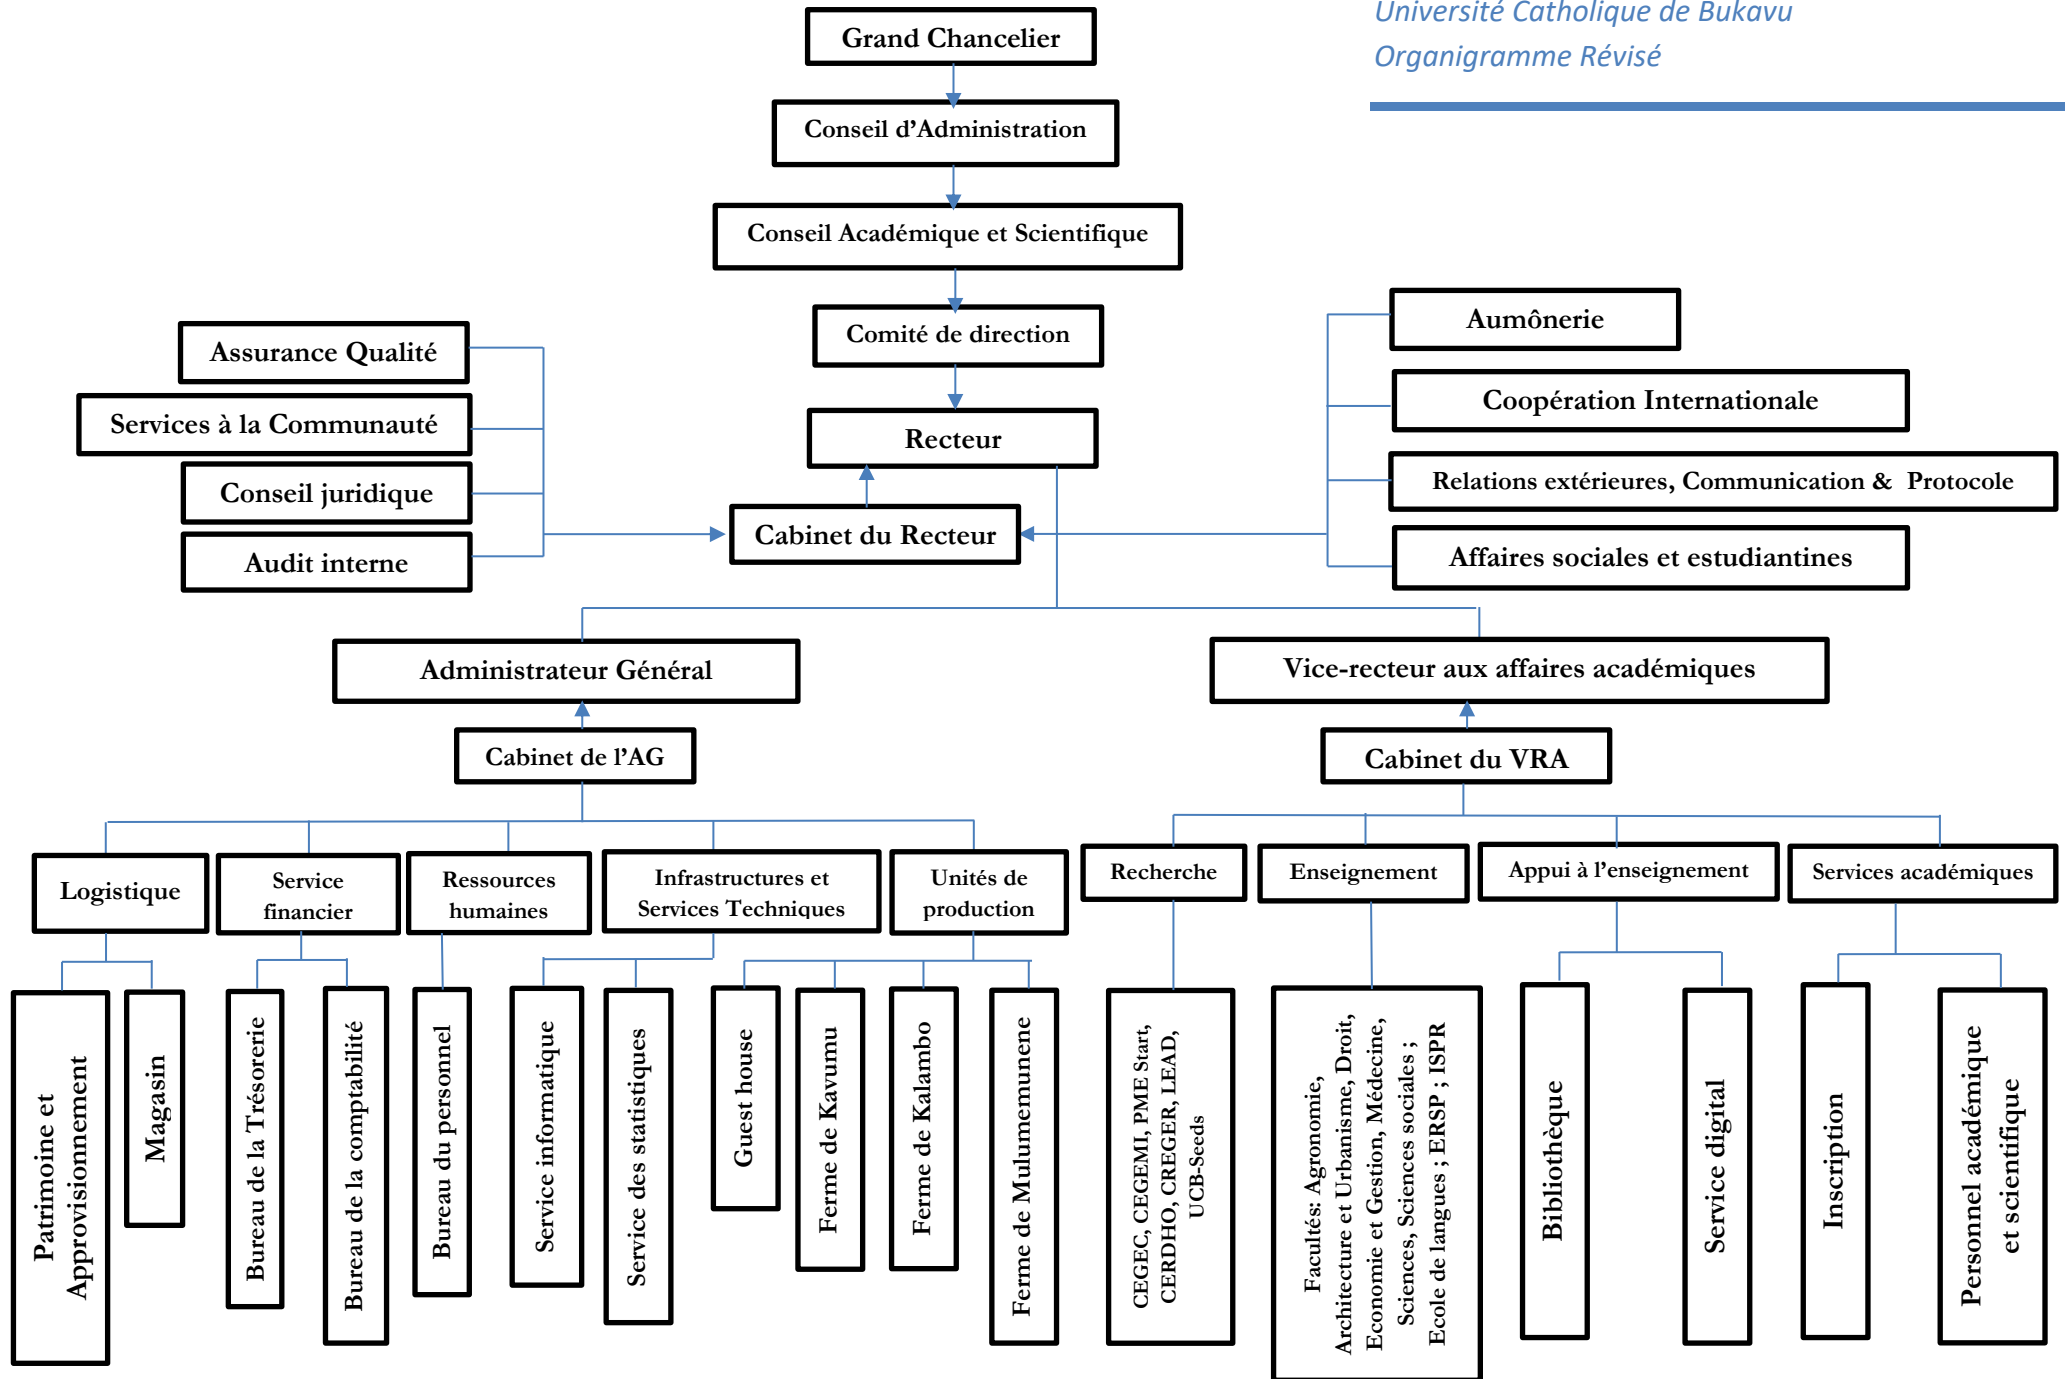 Université Catholique de Bukavu
Organigramme Révisé
Grand Chancelier
Conseil d’Administration
Conseil Académique et Scientifique
Comité de direction
Recteur
Cabinet du Recteur
Assurance Qualité
Services à la Communauté
Conseil juridique
Audit interne
Aumônerie
Coopération Internationale
Relations extérieures, Communication & Protocole
Affaires sociales et estudiantines
Administrateur Général
Vice-recteur aux affaires académiques
Cabinet de l’AG
Cabinet du VRA
Logistique
Service
financier
Ressources
humaines
Infrastructures et
Services Techniques
Unités de
production
Recherche
Enseignement
Appui à l’enseignement
Services académiques
Patrimoine et
Approvisionnement
Magasin
Bureau de la Trésorerie
Bureau de la comptabilité
Bureau du personnel
Service informatique
Service des statistiques
Guest house
Ferme de Kavumu
Ferme de Kalambo
Ferme de Mulumemunene
CEGEC, CEGEMI, PME Start,
CERDHO, CREGER, LEAD,
UCB-Seeds
Facultés: Agronomie,
Architecture et Urbanisme, Droit,
Economie et Gestion, Médecine,
Sciences, Sciences sociales ;
Ecole de langues ; ERSP ; ISPR
Bibliothèque
Service digital
Inscription
Personnel académique
et scientifique